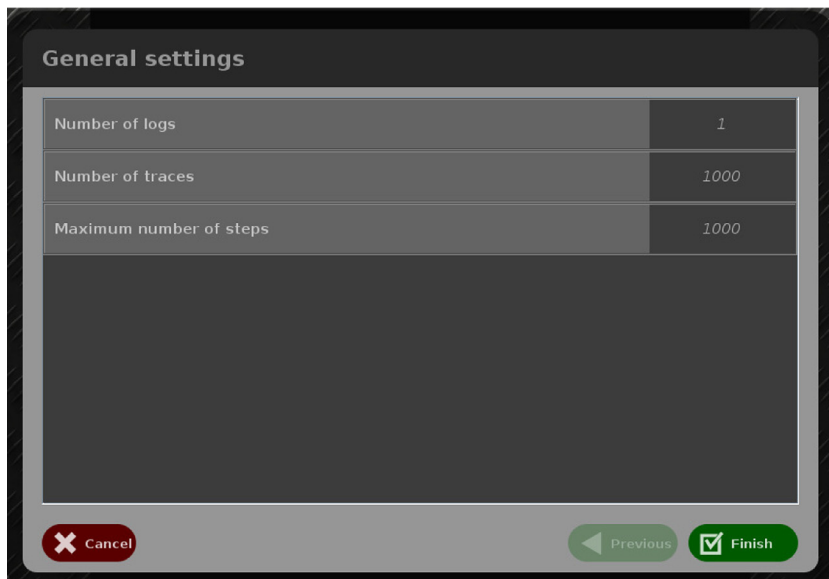 General settings
Number of logs 1
Number of traces 1000
Maximum number of steps 1000
Cancel Previous Finish